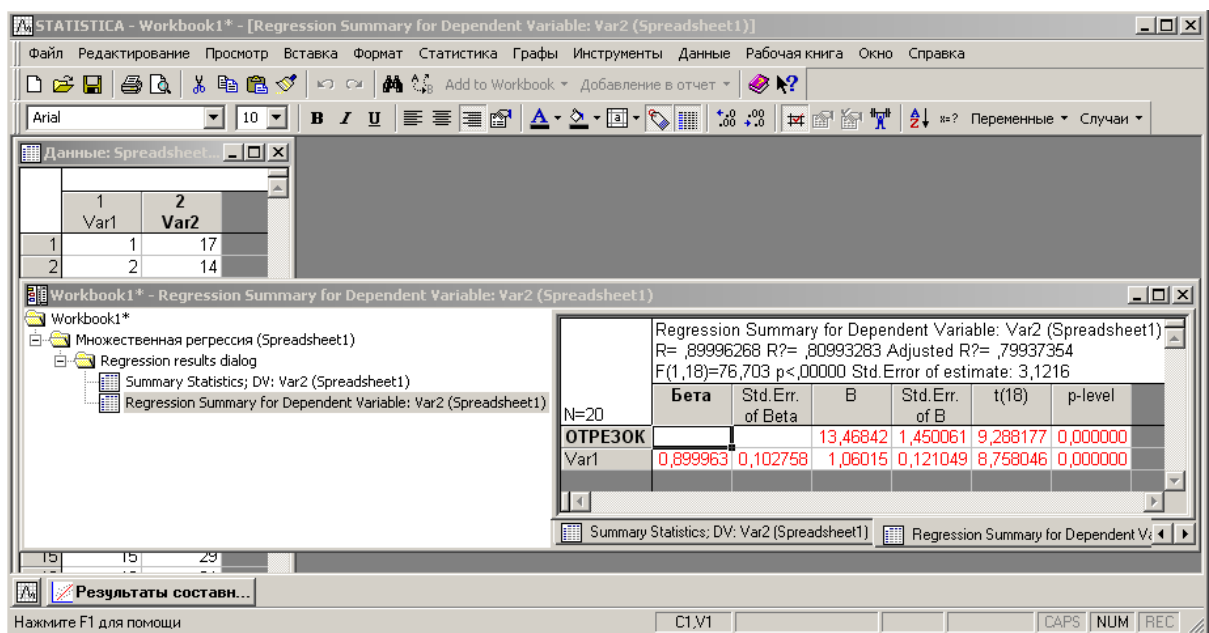 STATISTICA - Workbook1* - [Regression Summary for Dependent Variable: Var2 (Spreadsheet1)]
Файл Редактирование Просмотр Вставка Формат Статистика Графы Инструменты Данные Рабочая книга Окно Справка
Add to Workbook Добавление в отчет
Arial 10 B I U x=? Переменные Случаи
Данные: Spreadsheet...
1 2
Var1 Var2
1 1 17
2 2 14
Workbook1* - Regression Summary for Dependent Variable: Var2 (Spreadsheet1)
Workbook1*
Множественная регрессия (Spreadsheet1)
Regression results dialog
Summary Statistics; DV: Var2 (Spreadsheet1)
Regression Summary for Dependent Variable: Var2 (Spreadsheet1)
Regression Summary for Dependent Variable: Var2 (Spreadsheet1)
R= ,89996268 R?= ,80993283 Adjusted R?= ,79937354
F(1,18)=76,703 p<,00000 Std.Error of estimate: 3,1216
N=20 Бета Std.Err. of Beta B Std.Err. of B t(18) p-level
ОТРЕЗОК 13,46842 1,450061 9,288177 0,000000
Var1 0,899963 0,102758 1,06015 0,121049 8,758046 0,000000
Summary Statistics; DV: Var2 (Spreadsheet1) Regression Summary for Dependent Va
15 15 29
Результаты составн...
Нажмите F1 для помощи C1,V1 CAPS NUM REC